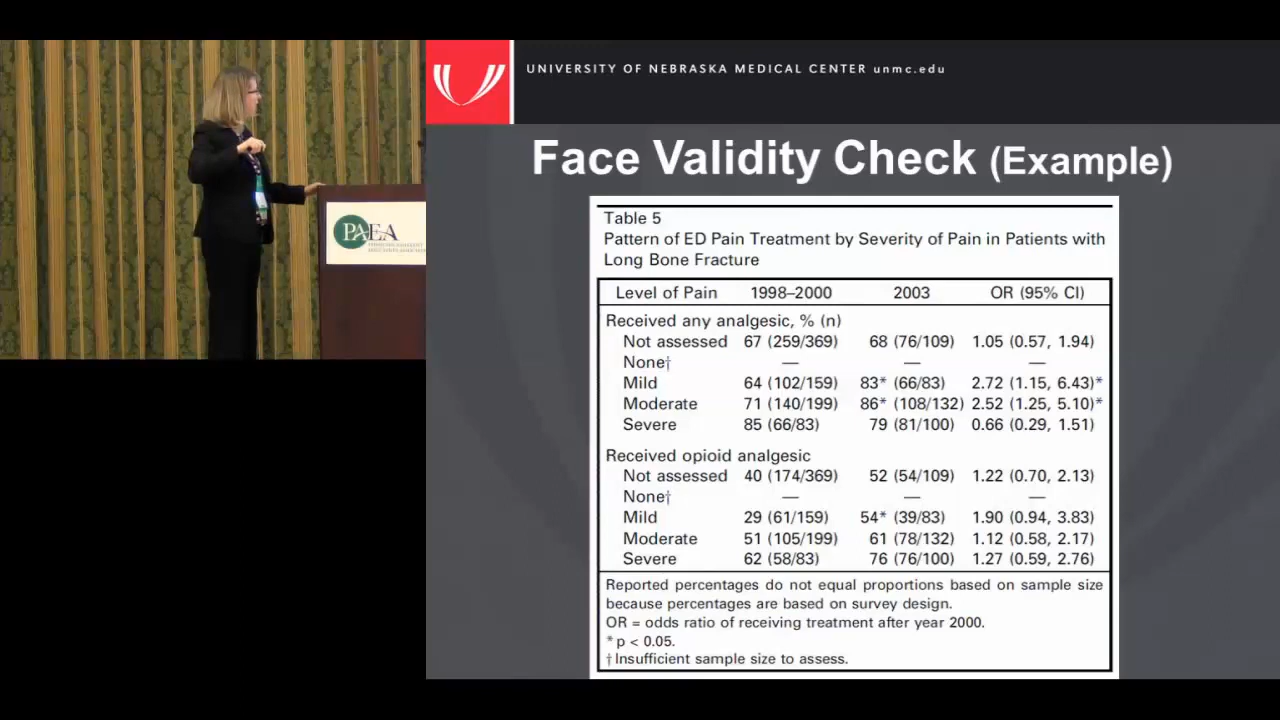 UNIVERSITY OF NEBRASKA MEDICAL CENTER unmc.edu
Face Validity Check (Example)
Table 5
Pattern of ED Pain Treatment by Severity of Pain in Patients with
Long Bone Fracture
Level of Pain 1998–2000 2003 OR (95% CI)
Received any analgesic, % (n)
Not assessed 67 (259/369) 68 (76/109) 1.05 (0.57, 1.94)
None† — — —
Mild 64 (102/159) 83* (66/83) 2.72 (1.15, 6.43)*
Moderate 71 (140/199) 86* (108/132) 2.52 (1.25, 5.10)*
Severe 85 (66/83) 79 (81/100) 0.66 (0.29, 1.51)
Received opioid analgesic
Not assessed 40 (174/369) 52 (54/109) 1.22 (0.70, 2.13)
None† — — —
Mild 29 (61/159) 54* (39/83) 1.90 (0.94, 3.83)
Moderate 51 (105/199) 61 (78/132) 1.12 (0.58, 2.17)
Severe 62 (58/83) 76 (76/100) 1.27 (0.59, 2.76)
Reported percentages do not equal proportions based on sample size
because percentages are based on survey design.
OR = odds ratio of receiving treatment after year 2000.
* p < 0.05.
† Insufficient sample size to assess.
PAEA